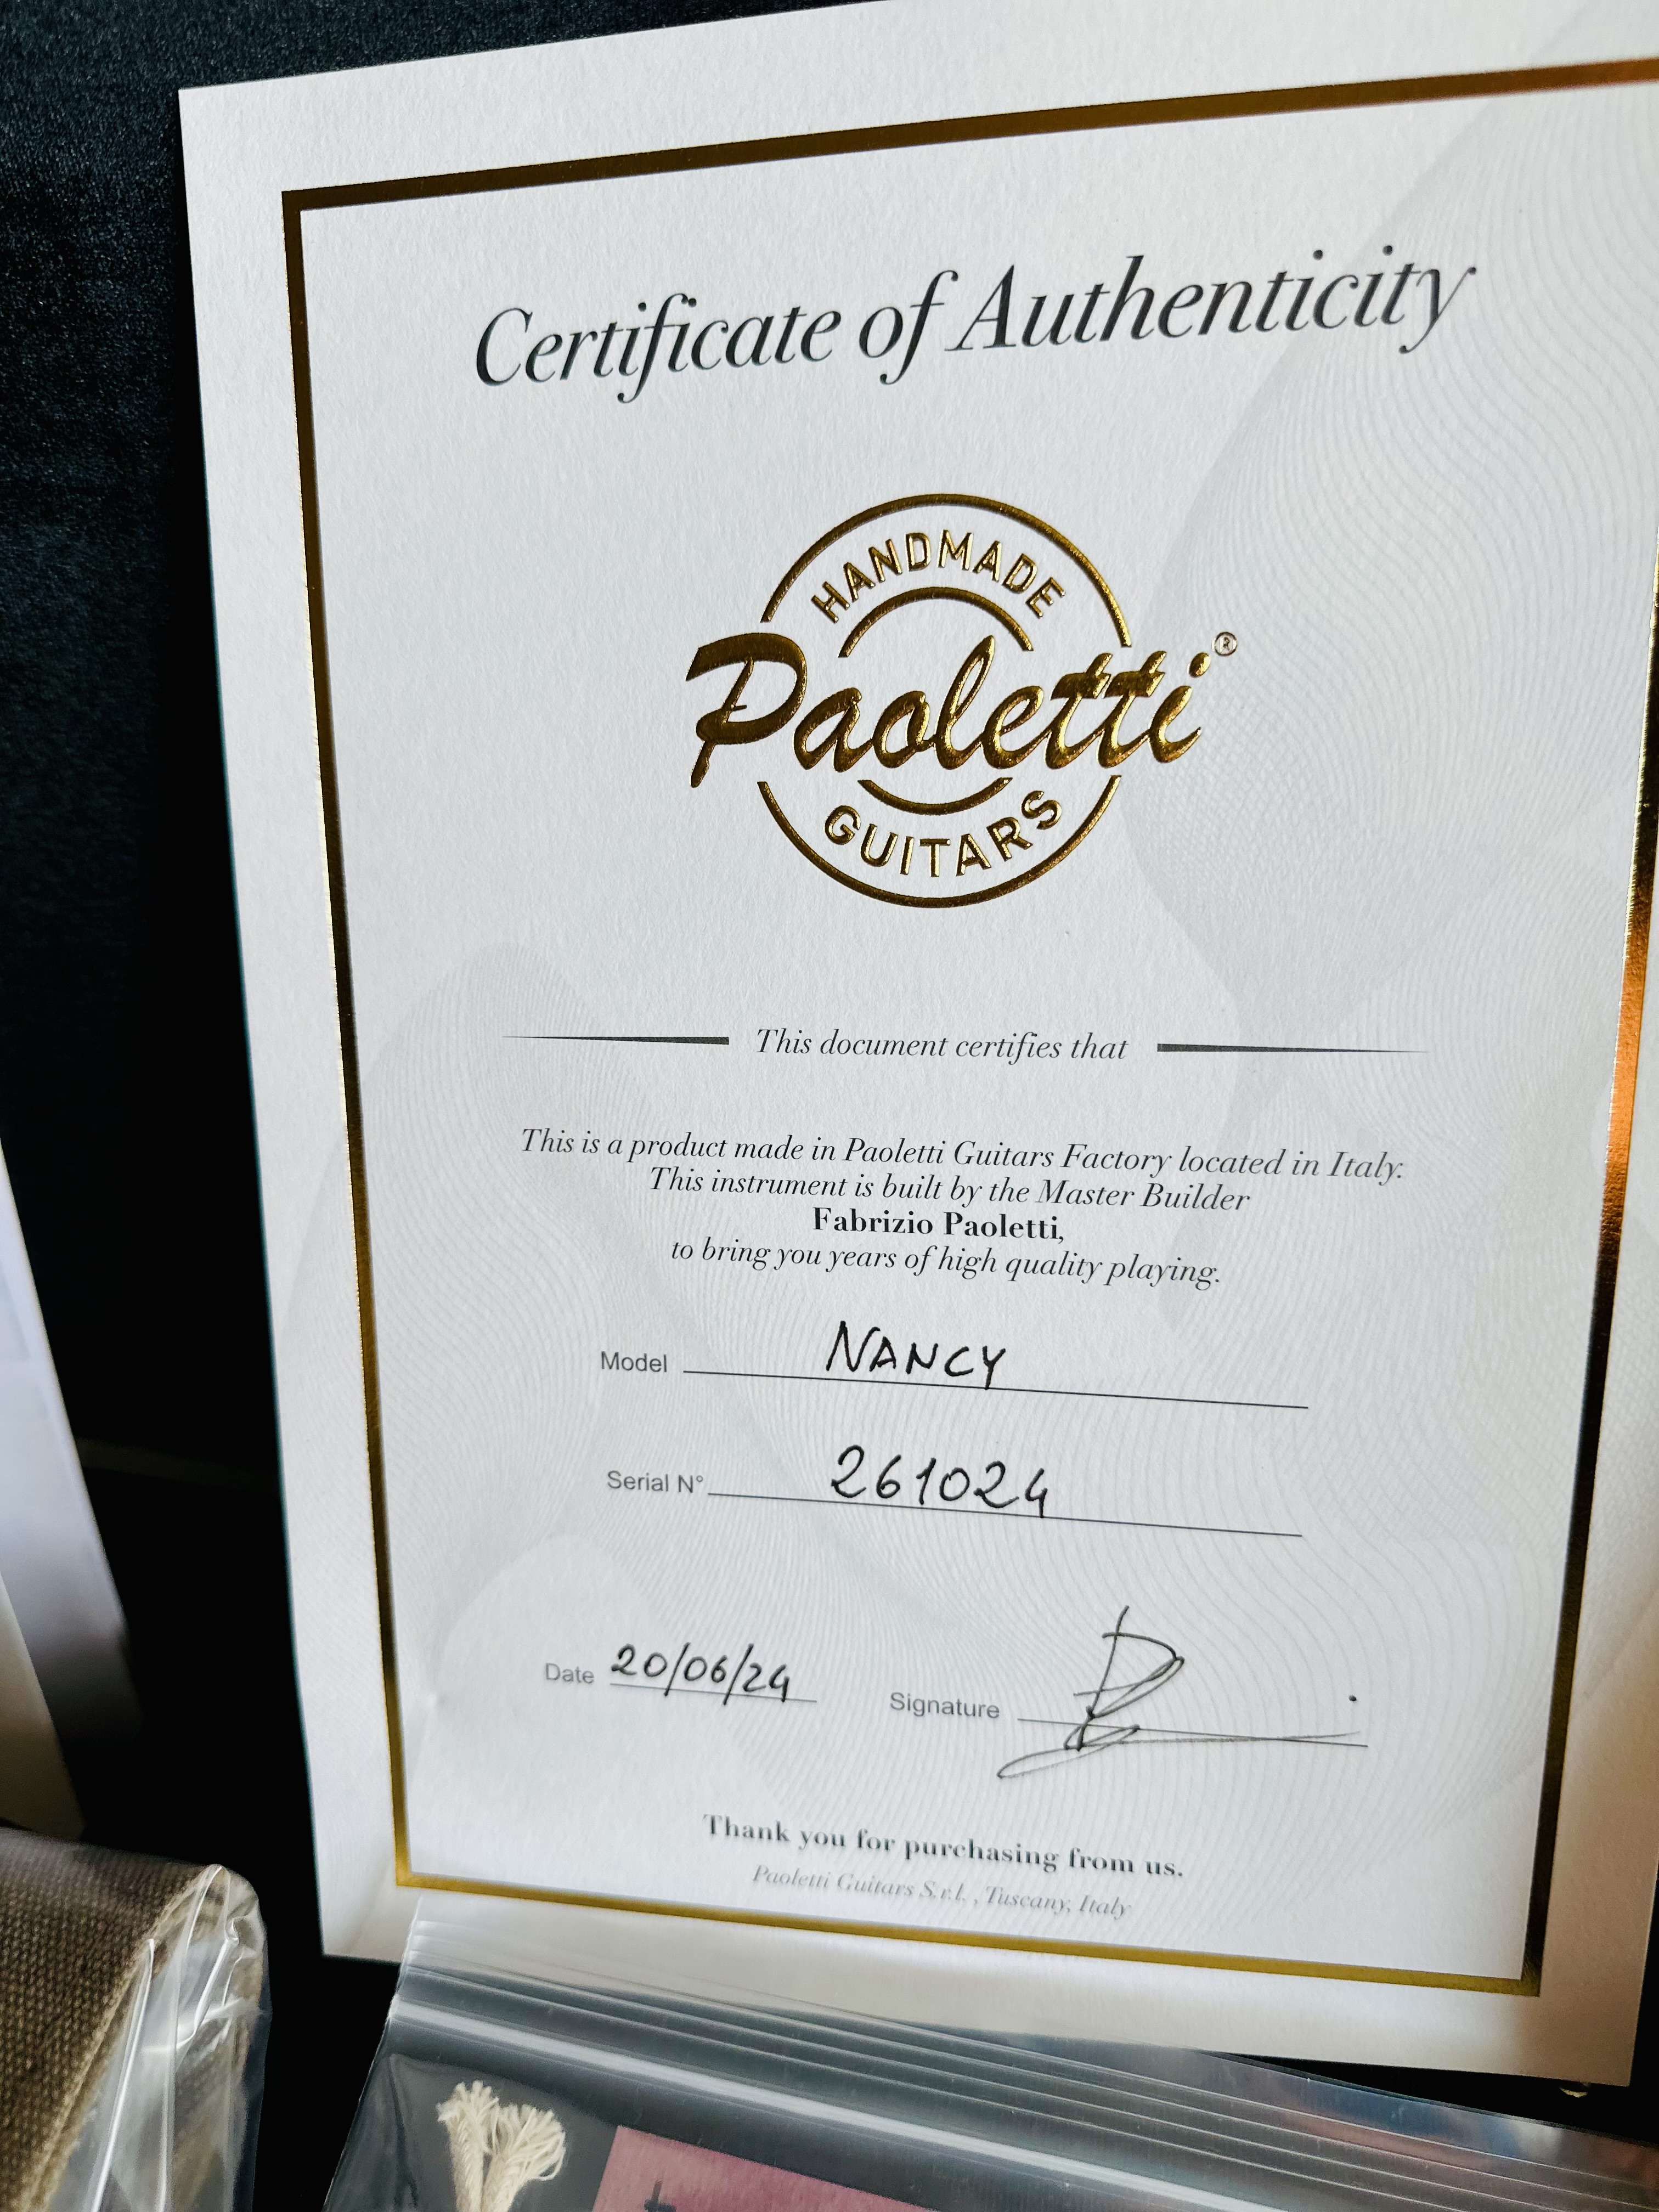 Certificate of Authenticity
HANDMADE
Paoletti®
GUITARS
This document certifies that
This is a product made in Paoletti Guitars Factory located in Italy.
This instrument is built by the Master Builder
Fabrizio Paoletti,
to bring you years of high quality playing.
Model NANCY
Serial N° 261024
Date 20/06/24 Signature
Thank you for purchasing from us.
Paoletti Guitars S.r.l. , Tuscany, Italy